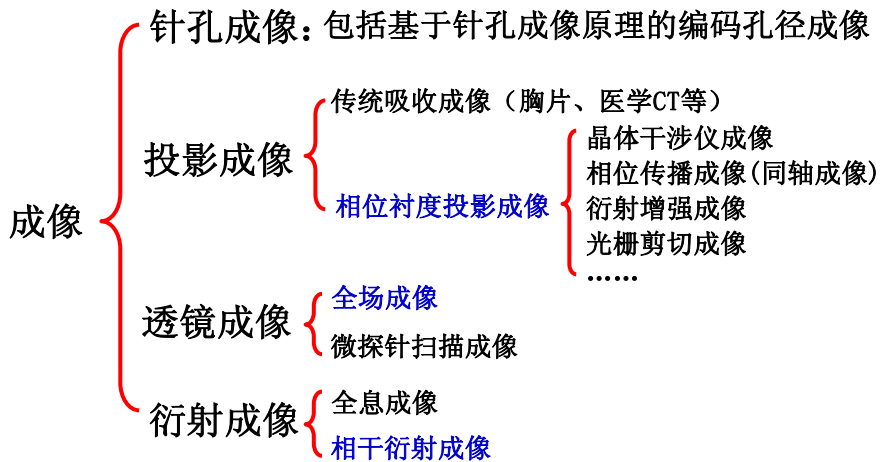 成像
针孔成像：包括基于针孔成像原理的编码孔径成像
投影成像
传统吸收成像（胸片、医学CT等）
相位衬度投影成像
晶体干涉仪成像
相位传播成像(同轴成像)
衍射增强成像
光栅剪切成像
……
透镜成像
全场成像
微探针扫描成像
衍射成像
全息成像
相干衍射成像